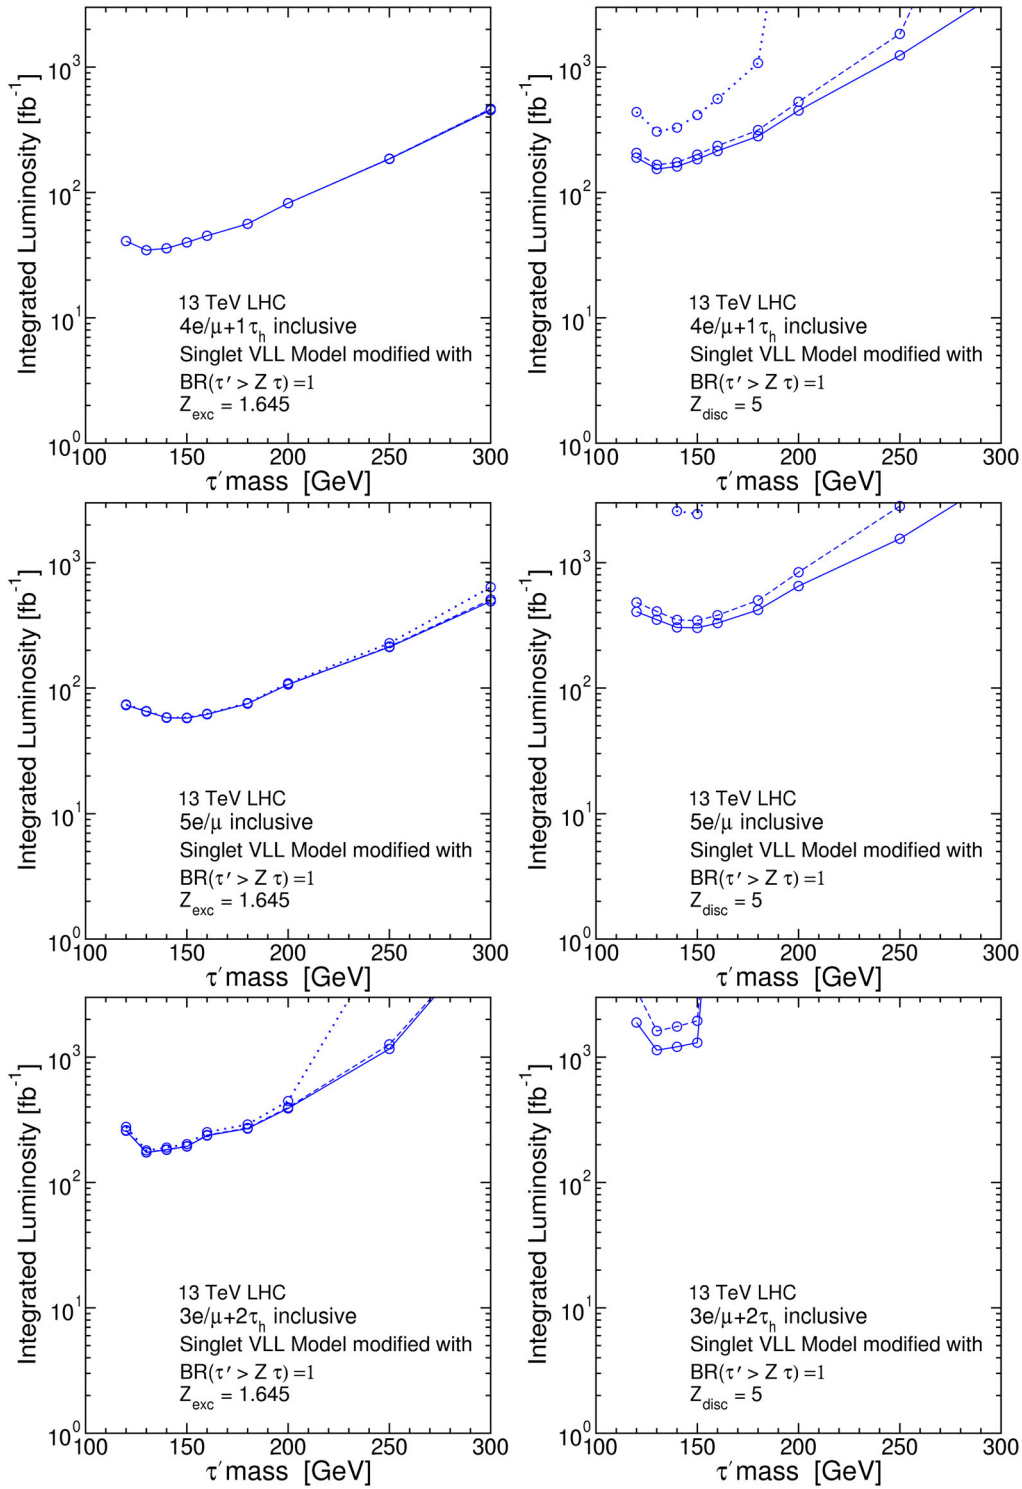 Integrated Luminosity [fb⁻¹]
10³
10²
10¹
10⁰
13 TeV LHC
4e/μ+1τₕ inclusive
Singlet VLL Model modified with
BR(τ′ > Z τ) =1
Z_exc = 1.645
100 150 200 250 300
τ′ mass [GeV]
Integrated Luminosity [fb⁻¹]
10³
10²
10¹
10⁰
13 TeV LHC
4e/μ+1τₕ inclusive
Singlet VLL Model modified with
BR(τ′ > Z τ) =1
Z_disc = 5
100 150 200 250 300
τ′ mass [GeV]
Integrated Luminosity [fb⁻¹]
10³
10²
10¹
10⁰
13 TeV LHC
5e/μ inclusive
Singlet VLL Model modified with
BR(τ′ > Z τ) =1
Z_exc = 1.645
100 150 200 250 300
τ′ mass [GeV]
Integrated Luminosity [fb⁻¹]
10³
10²
10¹
10⁰
13 TeV LHC
5e/μ inclusive
Singlet VLL Model modified with
BR(τ′ > Z τ) =1
Z_disc = 5
100 150 200 250 300
τ′ mass [GeV]
Integrated Luminosity [fb⁻¹]
10³
10²
10¹
10⁰
13 TeV LHC
3e/μ+2τₕ inclusive
Singlet VLL Model modified with
BR(τ′ > Z τ) =1
Z_exc = 1.645
100 150 200 250 300
τ′ mass [GeV]
Integrated Luminosity [fb⁻¹]
10³
10²
10¹
10⁰
13 TeV LHC
3e/μ+2τₕ inclusive
Singlet VLL Model modified with
BR(τ′ > Z τ) =1
Z_disc = 5
100 150 200 250 300
τ′ mass [GeV]